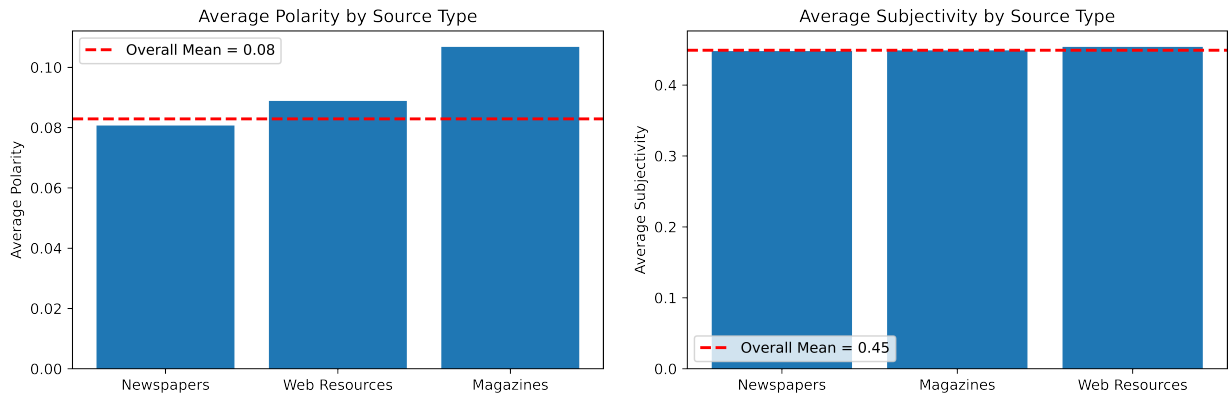 Average Polarity by Source Type
Overall Mean = 0.08
Average Polarity
0.10
0.08
0.06
0.04
0.02
0.00
Newspapers Web Resources Magazines
Average Subjectivity by Source Type
Average Subjectivity
0.4
0.3
0.2
0.1
0.0
Overall Mean = 0.45
Newspapers Magazines Web Resources